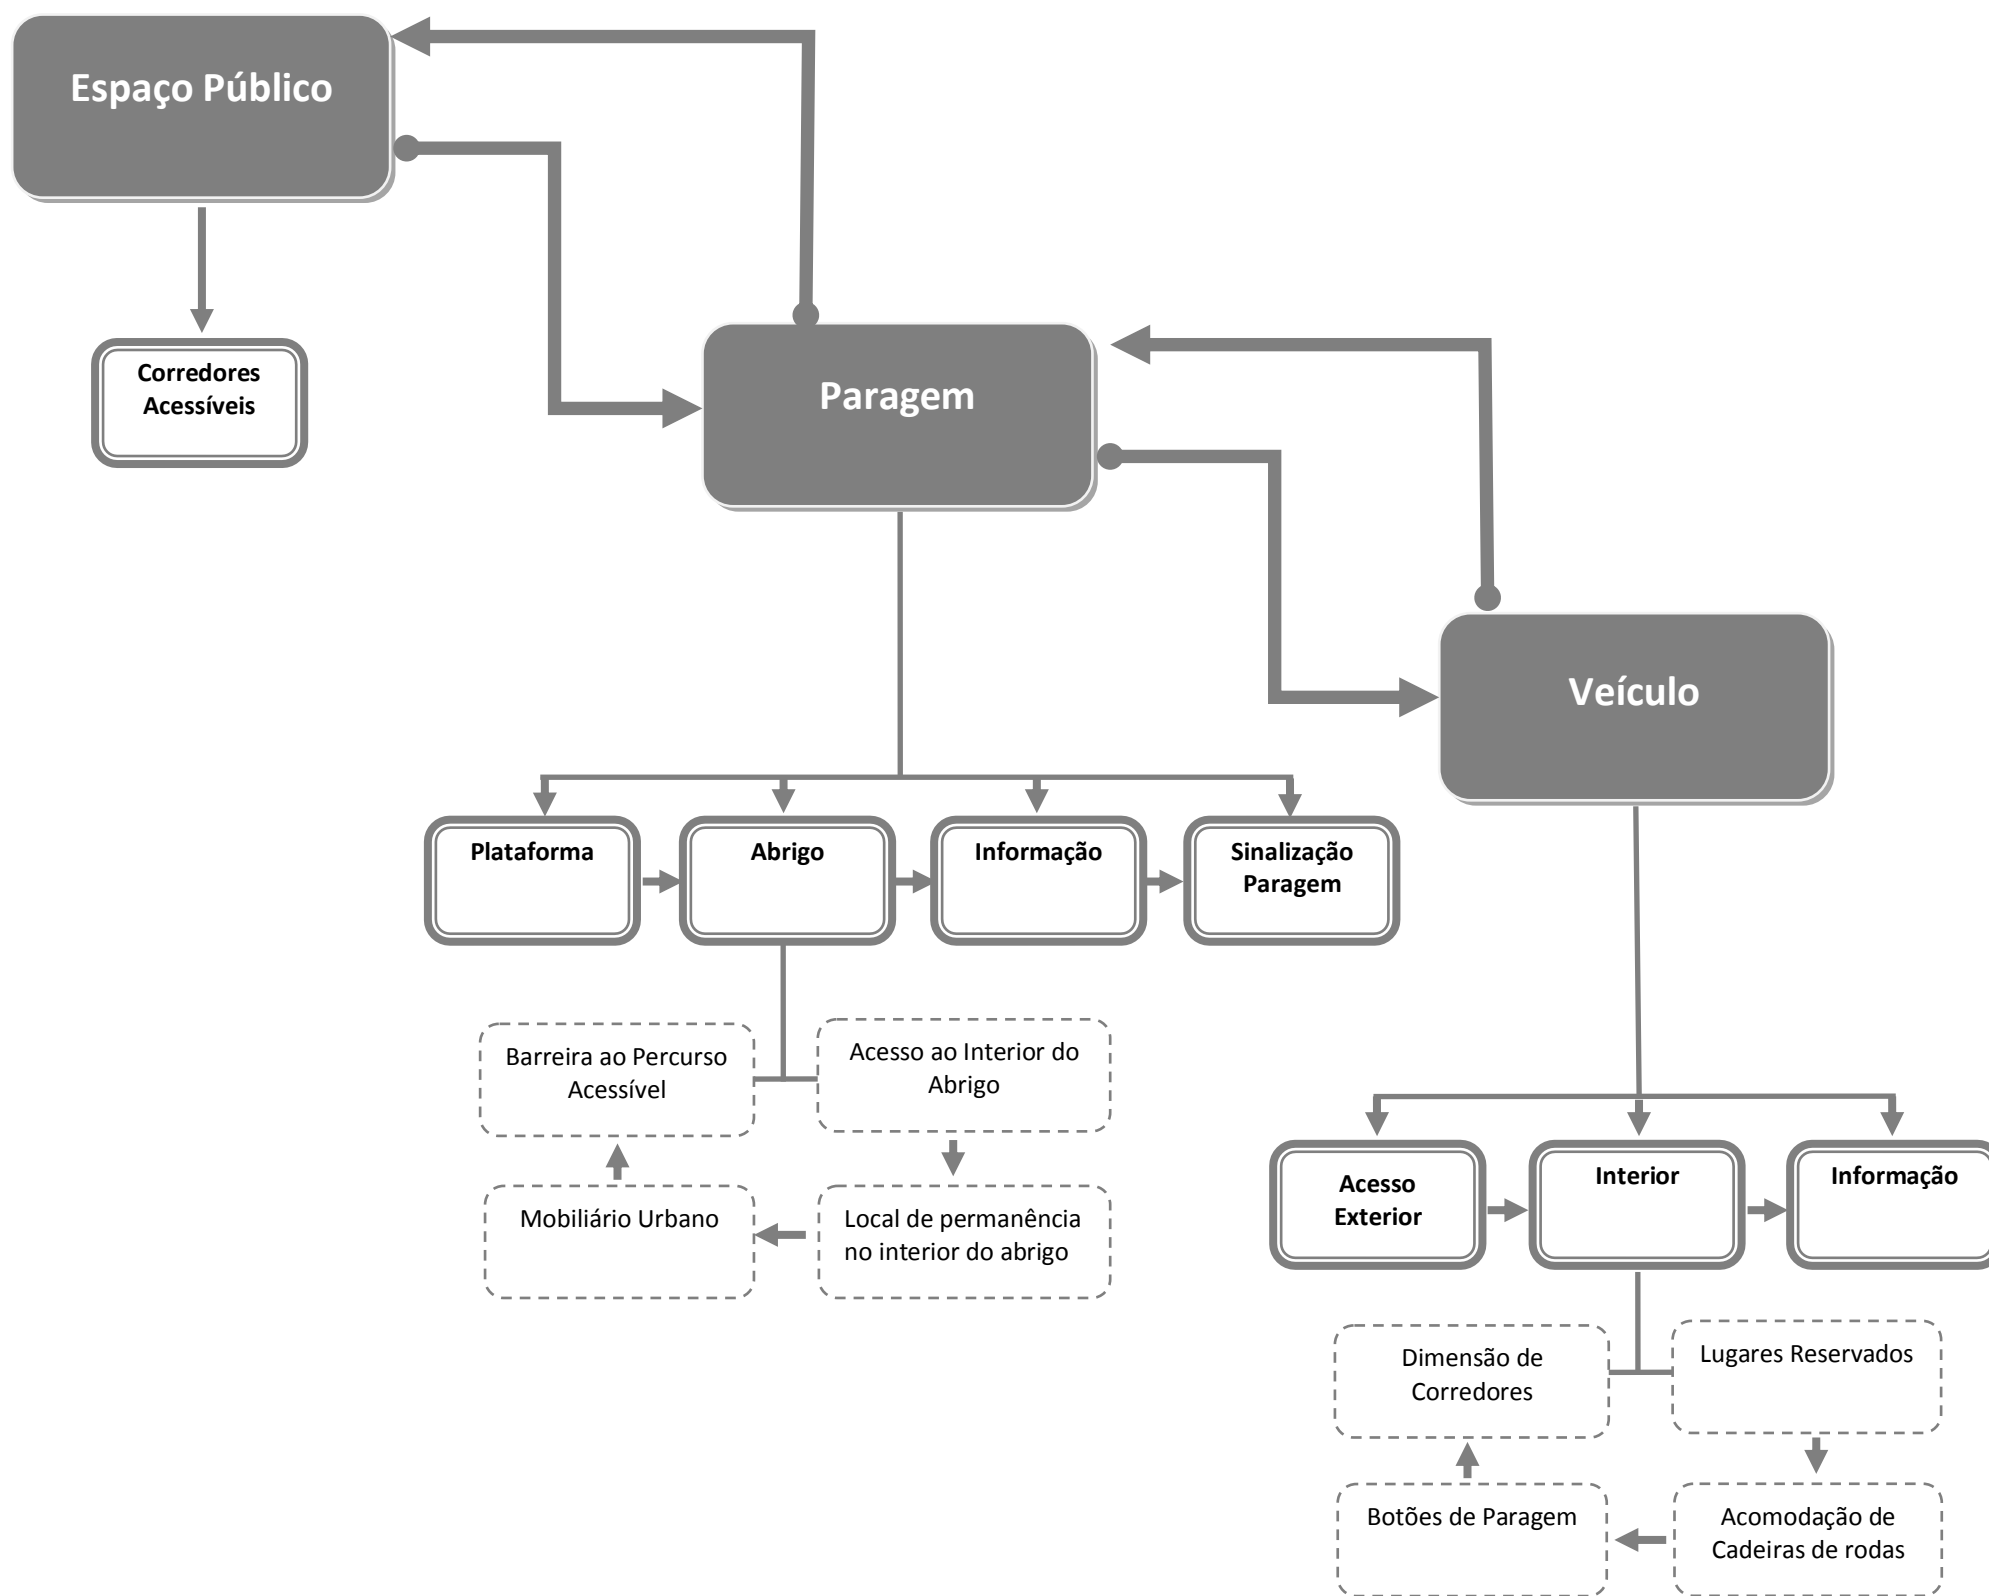 Espaço Público
Corredores
Acessíveis
Paragem
Veículo
Plataforma
Abrigo
Informação
Sinalização
Paragem
Barreira ao Percurso
Acessível
Acesso ao Interior do
Abrigo
Mobiliário Urbano
Local de permanência
no interior do abrigo
Acesso
Exterior
Interior
Informação
Dimensão de
Corredores
Lugares Reservados
Botões de Paragem
Acomodação de
Cadeiras de rodas